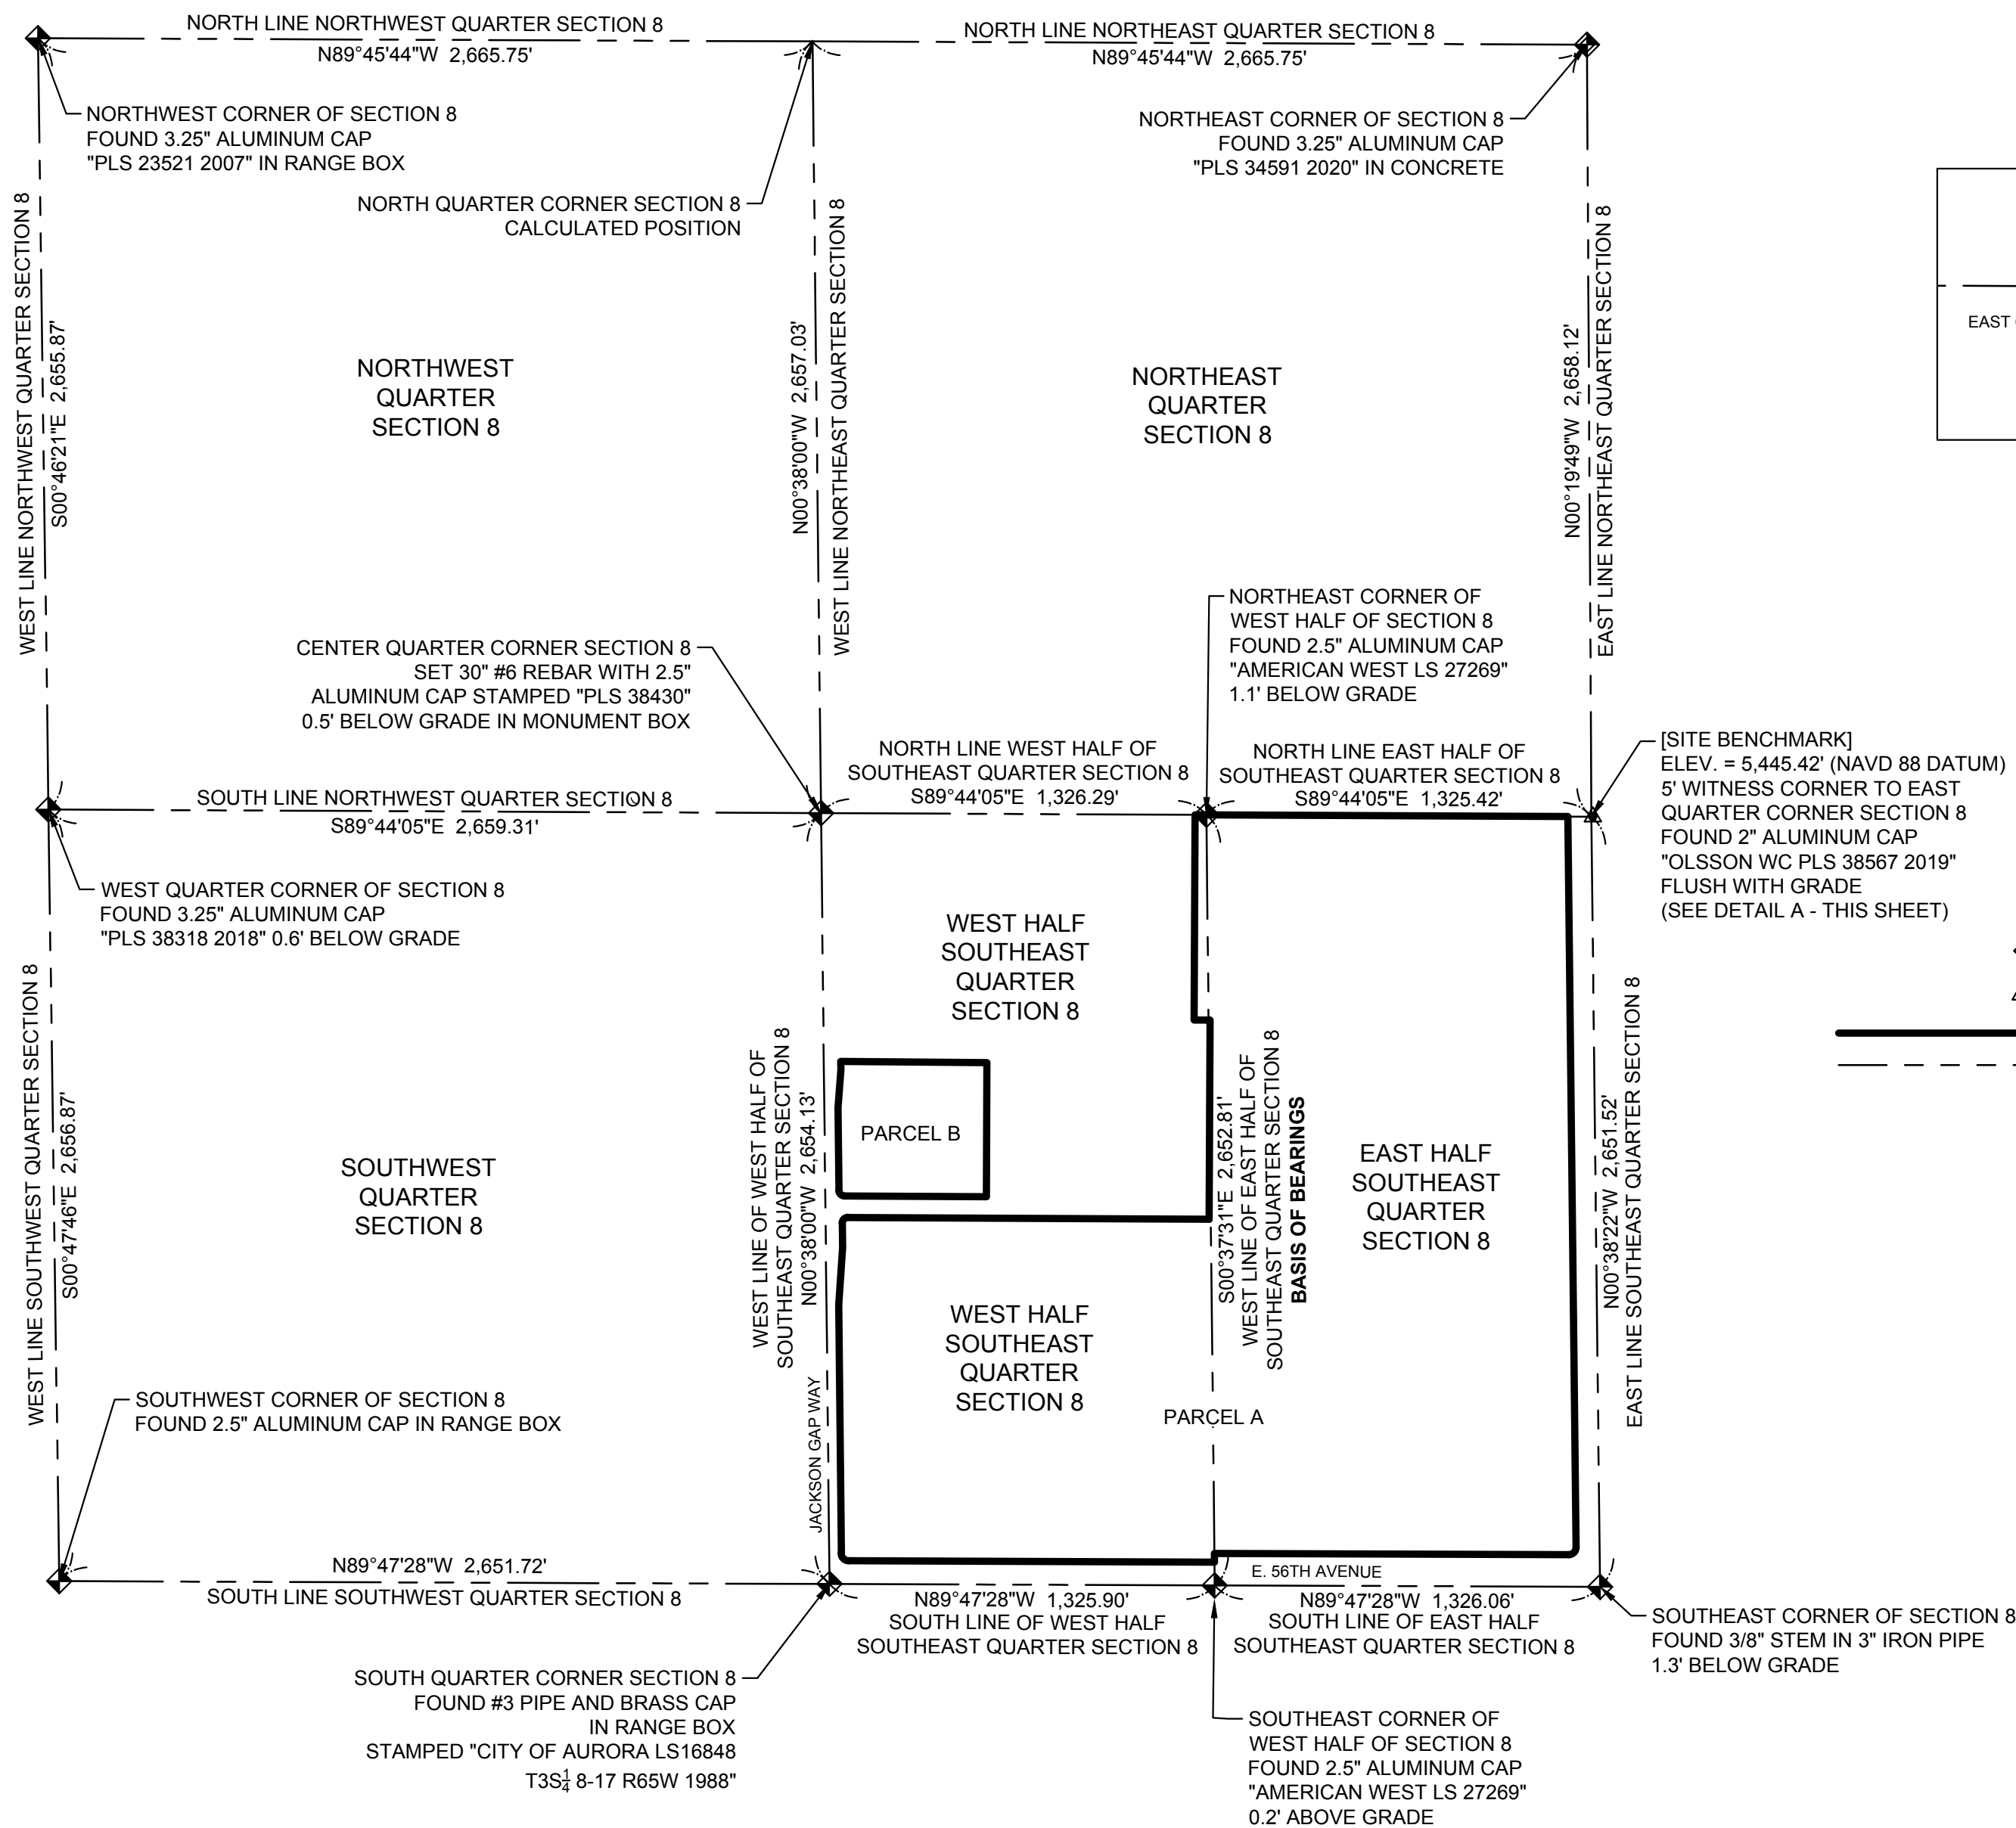 NORTH LINE NORTHWEST QUARTER SECTION 8
N89°45'44"W 2,665.75'
NORTH LINE NORTHEAST QUARTER SECTION 8
N89°45'44"W 2,665.75'
NORTHWEST CORNER OF SECTION 8
FOUND 3.25" ALUMINUM CAP
"PLS 23521 2007" IN RANGE BOX
NORTH QUARTER CORNER SECTION 8
CALCULATED POSITION
NORTHEAST CORNER OF SECTION 8
FOUND 3.25" ALUMINUM CAP
"PLS 34591 2020" IN CONCRETE
WEST LINE NORTHWEST QUARTER SECTION 8
S00°46'21"E 2,655.87'
NORTHWEST
QUARTER
SECTION 8
N00°38'00"W 2,657.03'
WEST LINE NORTHEAST QUARTER SECTION 8
NORTHEAST
QUARTER
SECTION 8
N00°19'49"W 2,658.12'
EAST LINE NORTHEAST QUARTER SECTION 8
EAST
CENTER QUARTER CORNER SECTION 8
SET 30" #6 REBAR WITH 2.5"
ALUMINUM CAP STAMPED "PLS 38430"
0.5' BELOW GRADE IN MONUMENT BOX
NORTHEAST CORNER OF
WEST HALF OF SECTION 8
FOUND 2.5" ALUMINUM CAP
"AMERICAN WEST LS 27269"
1.1' BELOW GRADE
[SITE BENCHMARK]
ELEV. = 5,445.42' (NAVD 88 DATUM)
5' WITNESS CORNER TO EAST
QUARTER CORNER SECTION 8
FOUND 2" ALUMINUM CAP
"OLSSON WC PLS 38567 2019"
FLUSH WITH GRADE
(SEE DETAIL A - THIS SHEET)
SOUTH LINE NORTHWEST QUARTER SECTION 8
S89°44'05"E 2,659.31'
NORTH LINE WEST HALF OF
SOUTHEAST QUARTER SECTION 8
S89°44'05"E 1,326.29'
NORTH LINE EAST HALF OF
SOUTHEAST QUARTER SECTION 8
S89°44'05"E 1,325.42'
WEST QUARTER CORNER OF SECTION 8
FOUND 3.25" ALUMINUM CAP
"PLS 38318 2018" 0.6' BELOW GRADE
WEST HALF
SOUTHEAST
QUARTER
SECTION 8
WEST LINE SOUTHWEST QUARTER SECTION 8
S00°47'46"E 2,656.87'
SOUTHWEST
QUARTER
SECTION 8
WEST LINE OF WEST HALF OF
SOUTHEAST QUARTER SECTION 8
N00°38'00"W 2,654.13'
PARCEL B
S00°37'31"E 2,652.81'
WEST LINE OF EAST HALF OF
SOUTHEAST QUARTER SECTION 8
BASIS OF BEARINGS
EAST HALF
SOUTHEAST
QUARTER
SECTION 8
N00°38'22"W 2,651.52'
EAST LINE SOUTHEAST QUARTER SECTION 8
WEST HALF
SOUTHEAST
QUARTER
SECTION 8
PARCEL A
JACKSON GAP WAY
SOUTHWEST CORNER OF SECTION 8
FOUND 2.5" ALUMINUM CAP IN RANGE BOX
N89°47'28"W 2,651.72'
SOUTH LINE SOUTHWEST QUARTER SECTION 8
E. 56TH AVENUE
N89°47'28"W 1,325.90'
SOUTH LINE OF WEST HALF
SOUTHEAST QUARTER SECTION 8
N89°47'28"W 1,326.06'
SOUTH LINE OF EAST HALF
SOUTHEAST QUARTER SECTION 8
SOUTHEAST CORNER OF SECTION 8
FOUND 3/8" STEM IN 3" IRON PIPE
1.3' BELOW GRADE
SOUTH QUARTER CORNER SECTION 8
FOUND #3 PIPE AND BRASS CAP
IN RANGE BOX
STAMPED "CITY OF AURORA LS16848
T3S¼ 8-17 R65W 1988"
SOUTHEAST CORNER OF
WEST HALF OF SECTION 8
FOUND 2.5" ALUMINUM CAP
"AMERICAN WEST LS 27269"
0.2' ABOVE GRADE